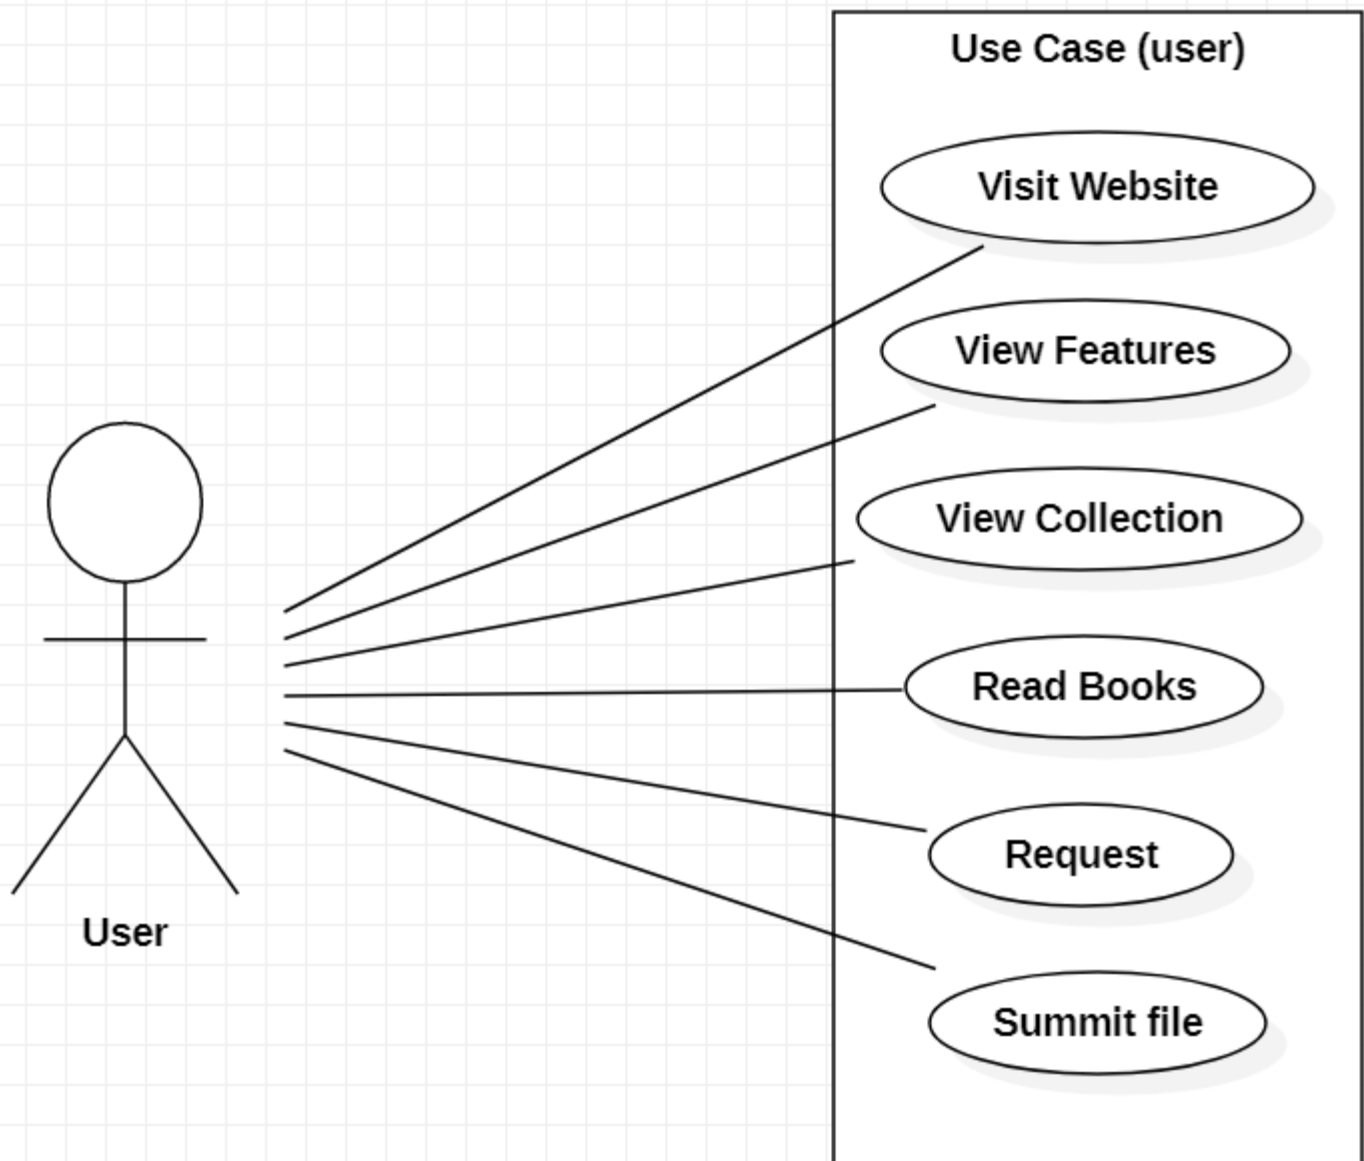 Use Case (user)
Visit Website
View Features
View Collection
Read Books
Request
Summit file
User